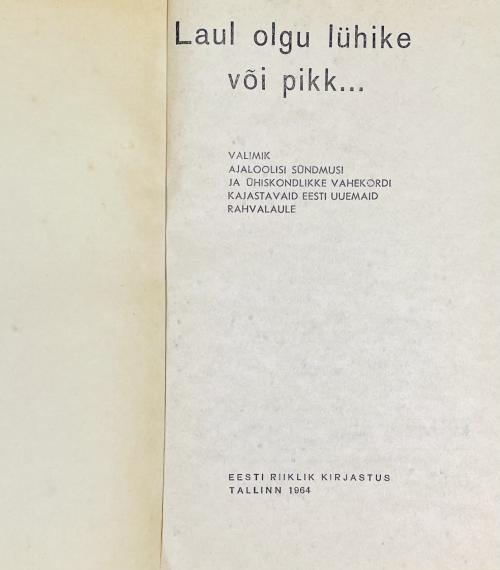 Laul olgu lühike
või pikk...
VALIMIK
AJALOOLISI SÜNDMUSI
JA ÜHISKONDLIKKE VAHEKORDI
KAJASTAVAID EESTI UUEMAID
RAHVALAULE
EESTI RIIKLIK KIRJASTUS
TALLINN 1964